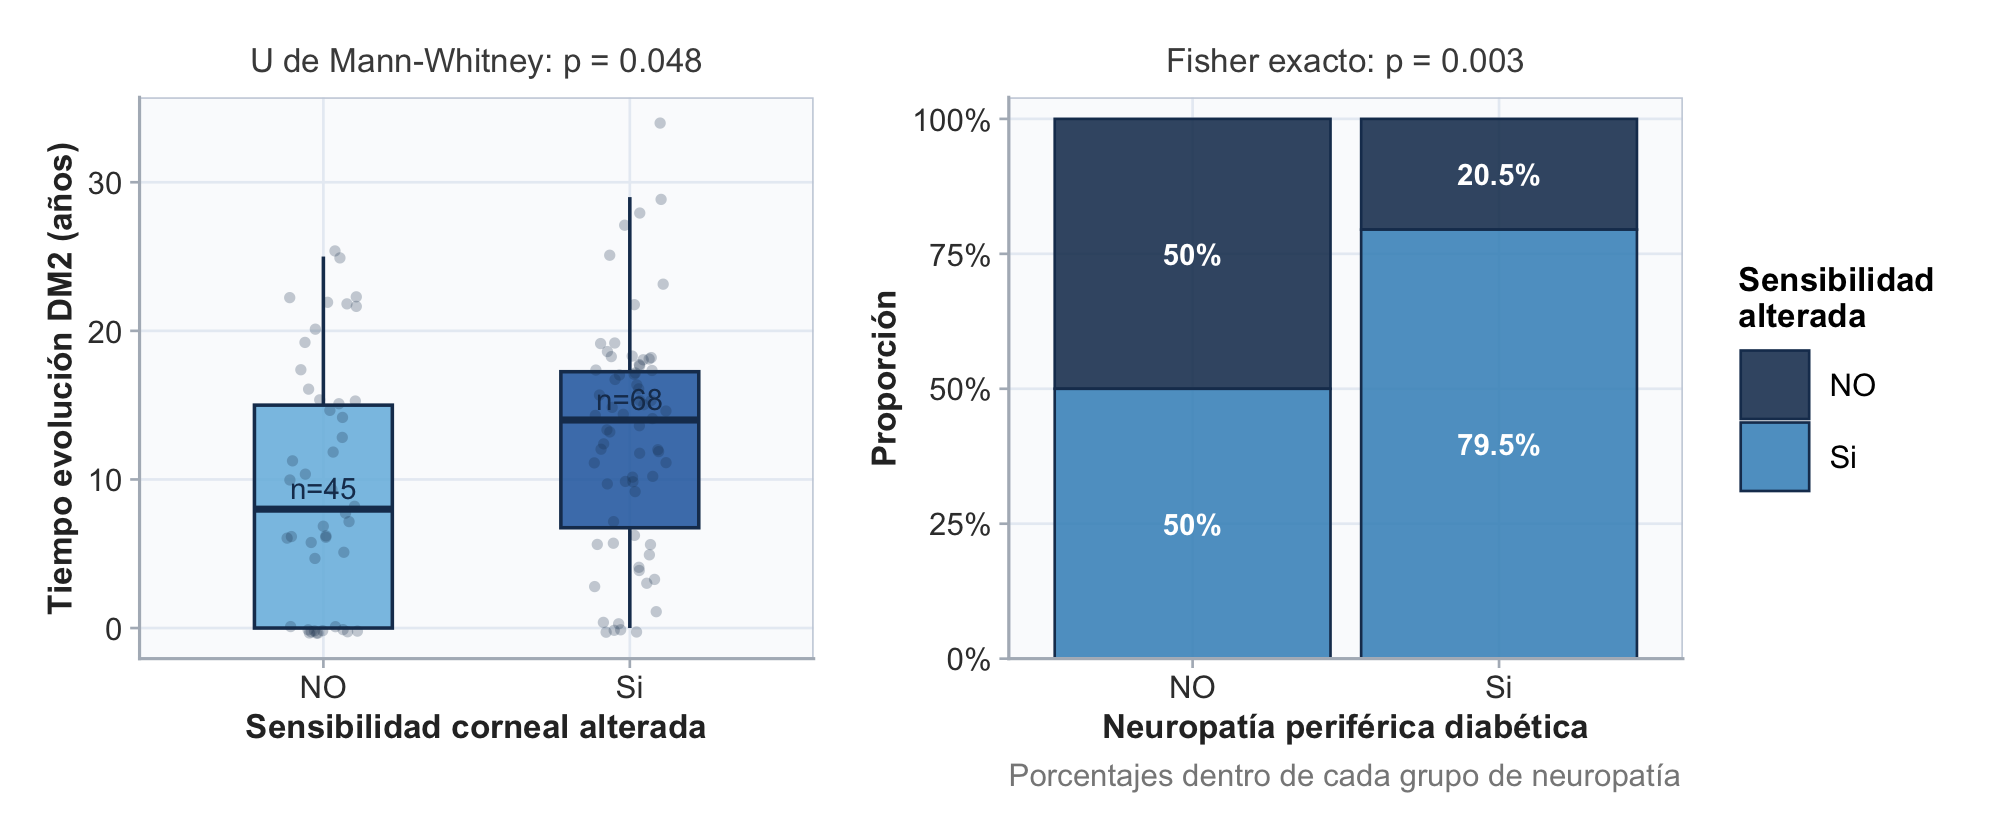 U de Mann-Whitney: p = 0.048
Tiempo evolución DM2 (años)
30
20
10
0
n=45
n=68
NO
Si
Sensibilidad corneal alterada
Fisher exacto: p = 0.003
Proporción
100%
75%
50%
25%
0%
50%
50%
20.5%
79.5%
NO
Si
Neuropatía periférica diabética
Porcentajes dentro de cada grupo de neuropatía
Sensibilidad
alterada
NO
Si